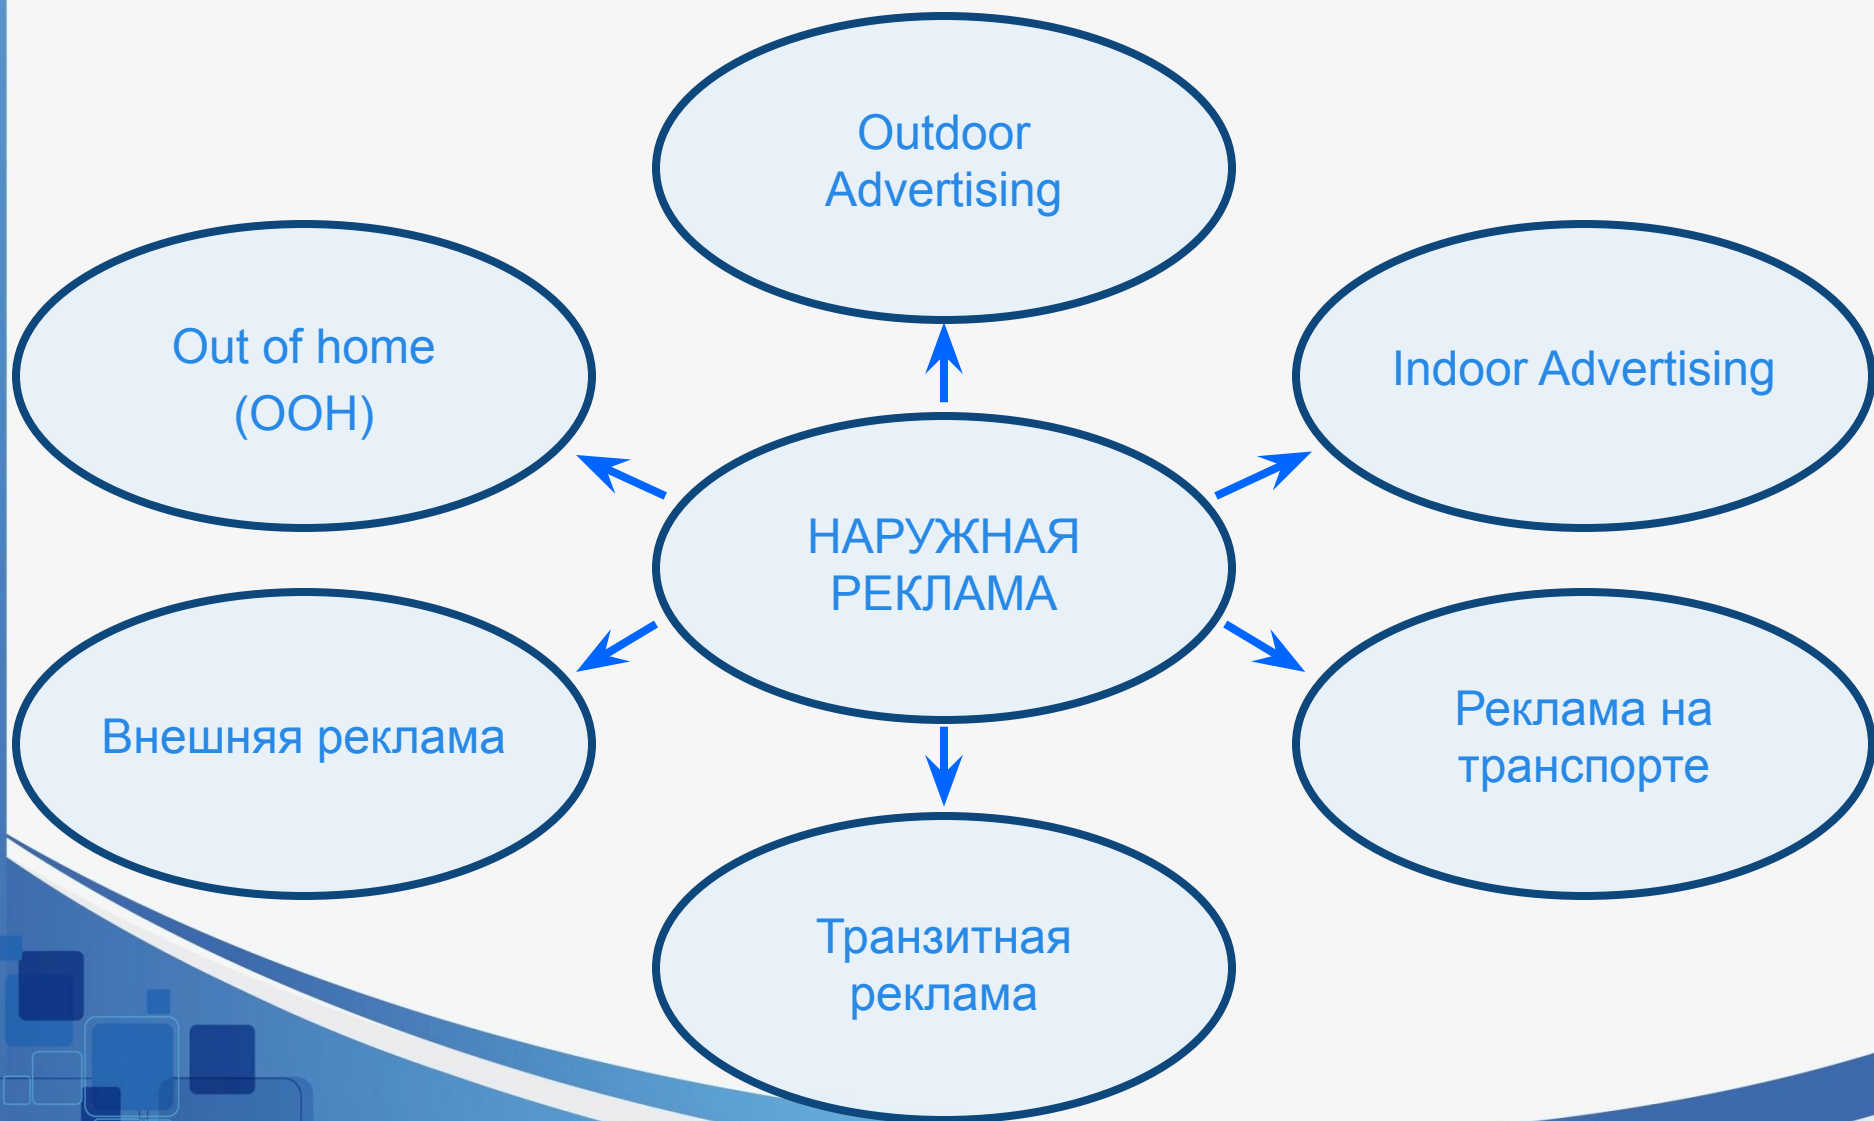 Outdoor
Advertising
Out of home
(OOH)
Indoor Advertising
НАРУЖНАЯ
РЕКЛАМА
Внешняя реклама
Реклама на
транспорте
Транзитная
реклама